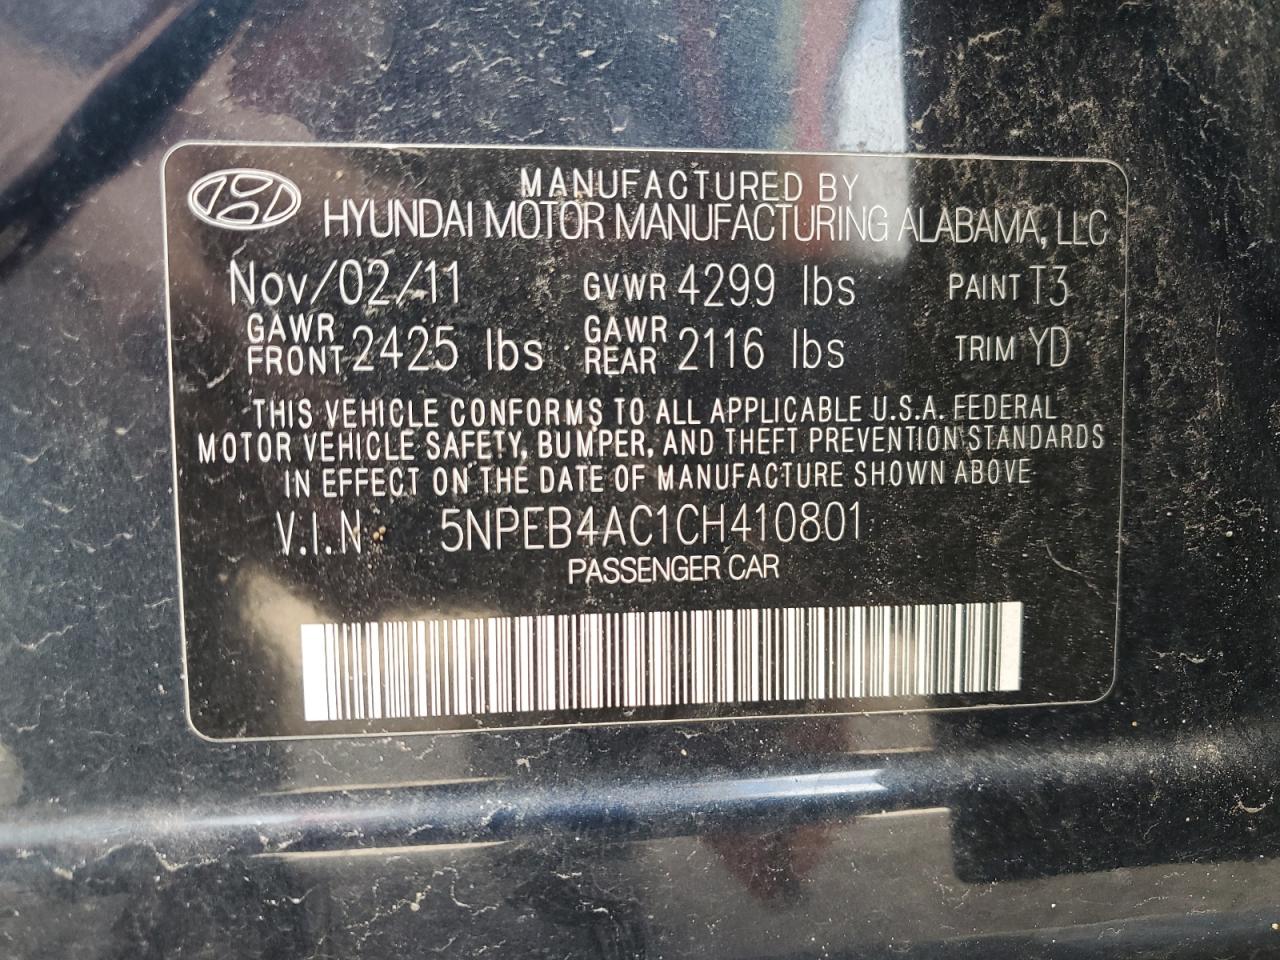 MANUFACTURED BY
HYUNDAI MOTOR MANUFACTURING ALABAMA, LLC
Nov/02/11 GVWR 4299 lbs PAINT T3
GAWR FRONT 2425 lbs GAWR REAR 2116 lbs TRIM YD
THIS VEHICLE CONFORMS TO ALL APPLICABLE U.S.A. FEDERAL
MOTOR VEHICLE SAFETY, BUMPER, AND THEFT PREVENTION STANDARDS
IN EFFECT ON THE DATE OF MANUFACTURE SHOWN ABOVE
V.I.N: 5NPEB4AC1CH410801
PASSENGER CAR